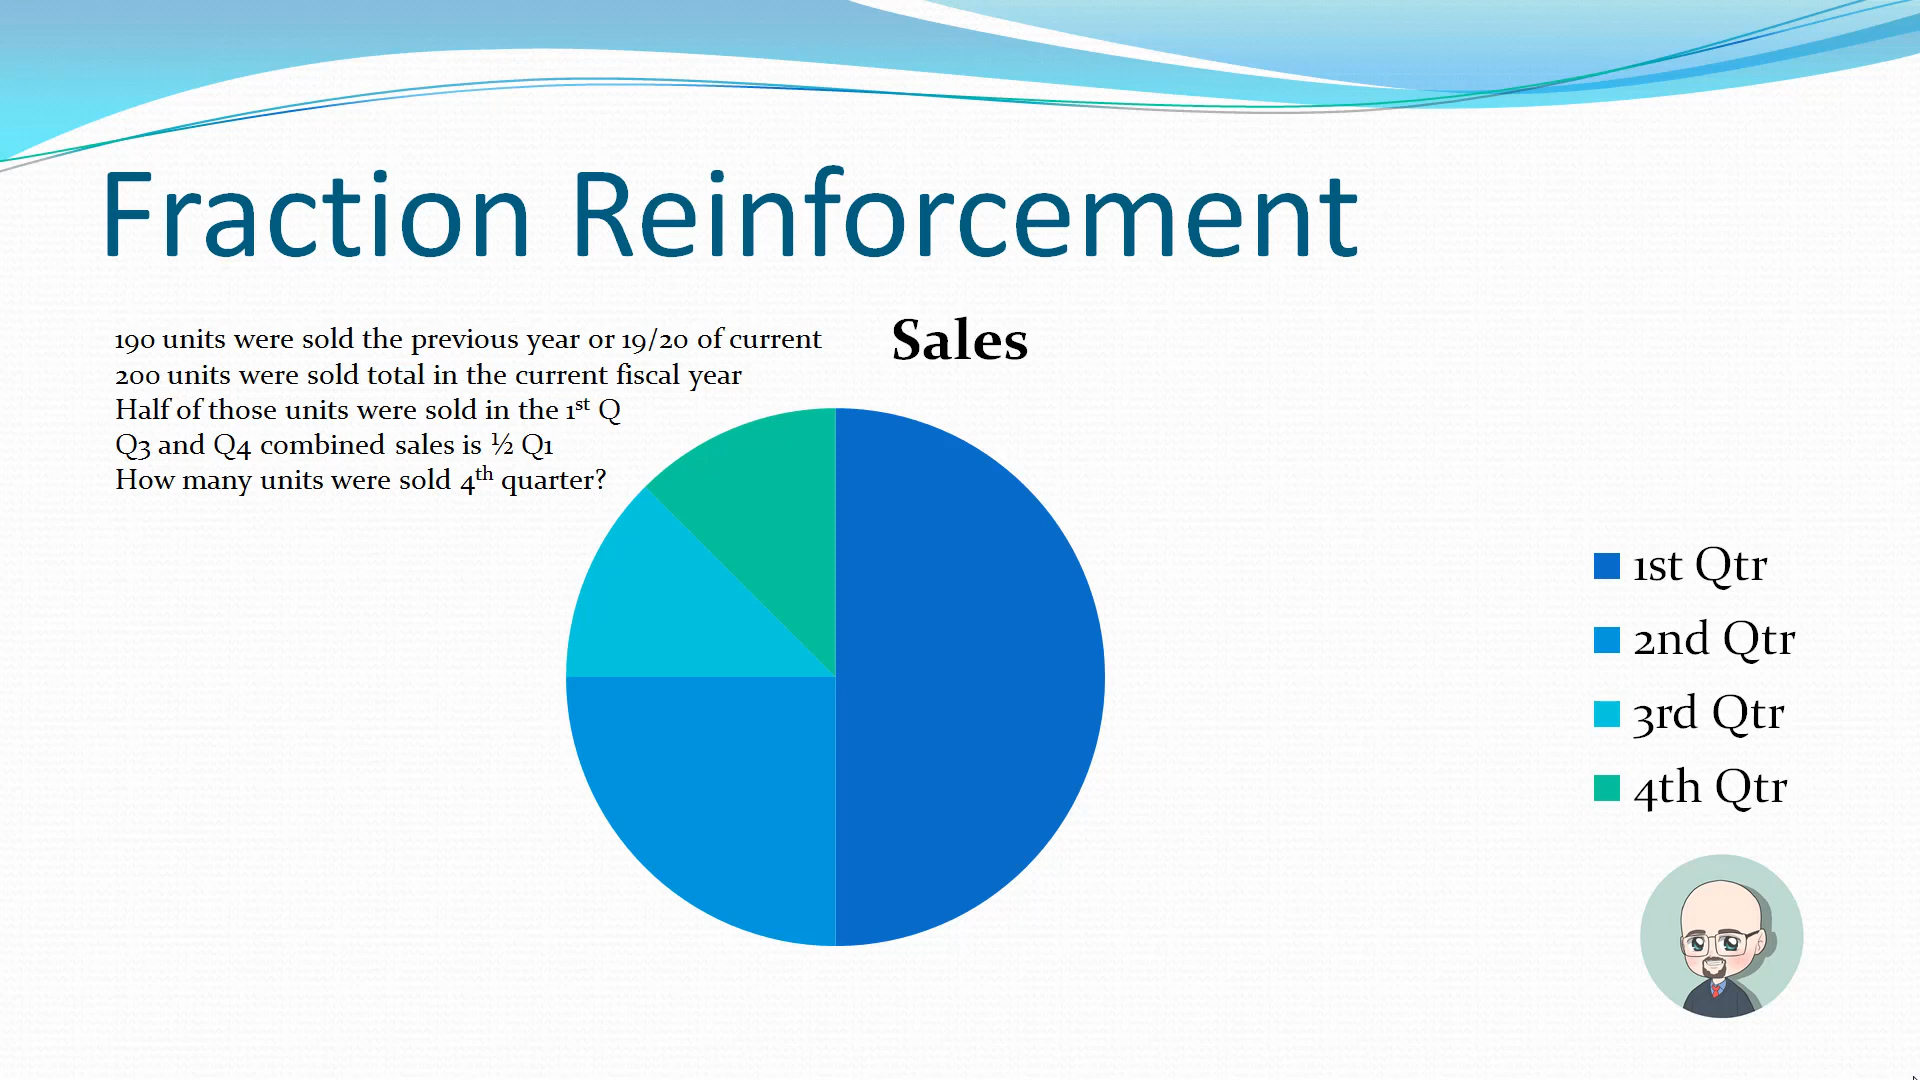 Fraction Reinforcement
190 units were sold the previous year or 19/20 of current
200 units were sold total in the current fiscal year
Half of those units were sold in the 1st Q
Q3 and Q4 combined sales is ½ Q1
How many units were sold 4th quarter?
Sales
1st Qtr
2nd Qtr
3rd Qtr
4th Qtr